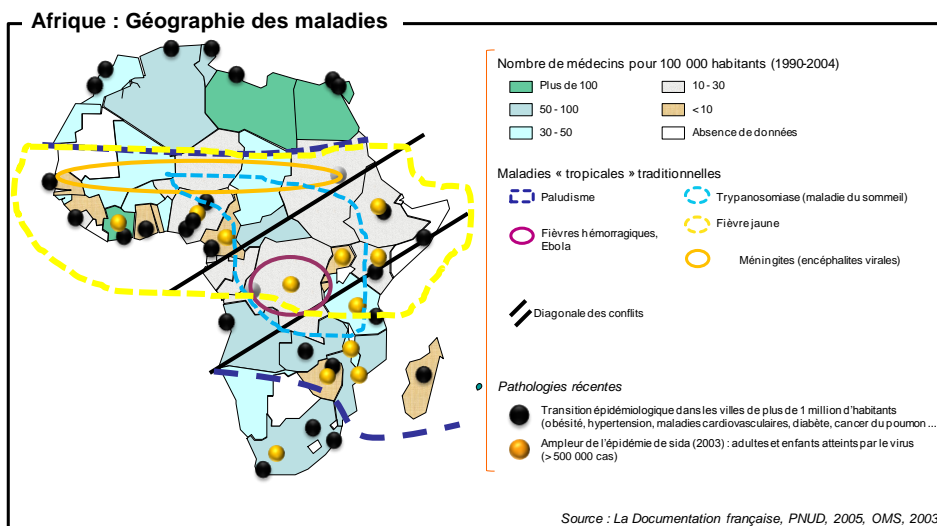 Afrique : Géographie des maladies
Nombre de médecins pour 100 000 habitants (1990-2004)
Plus de 100
10 - 30
50 - 100
< 10
30 - 50
Absence de données
Maladies « tropicales » traditionnelles
Paludisme
Trypanosomiase (maladie du sommeil)
Fièvre jaune
Fièvres hémorragiques,
Ebola
Méningites (encéphalites virales)
Diagonale des conflits
Pathologies récentes
Transition épidémiologique dans les villes de plus de 1 million d'habitants
(obésité, hypertension, maladies cardiovasculaires, diabète, cancer du poumon ...
Ampleur de l'épidémie de sida (2003) : adultes et enfants atteints par le virus
(> 500 000 cas)
Source : La Documentation française, PNUD, 2005, OMS, 2003